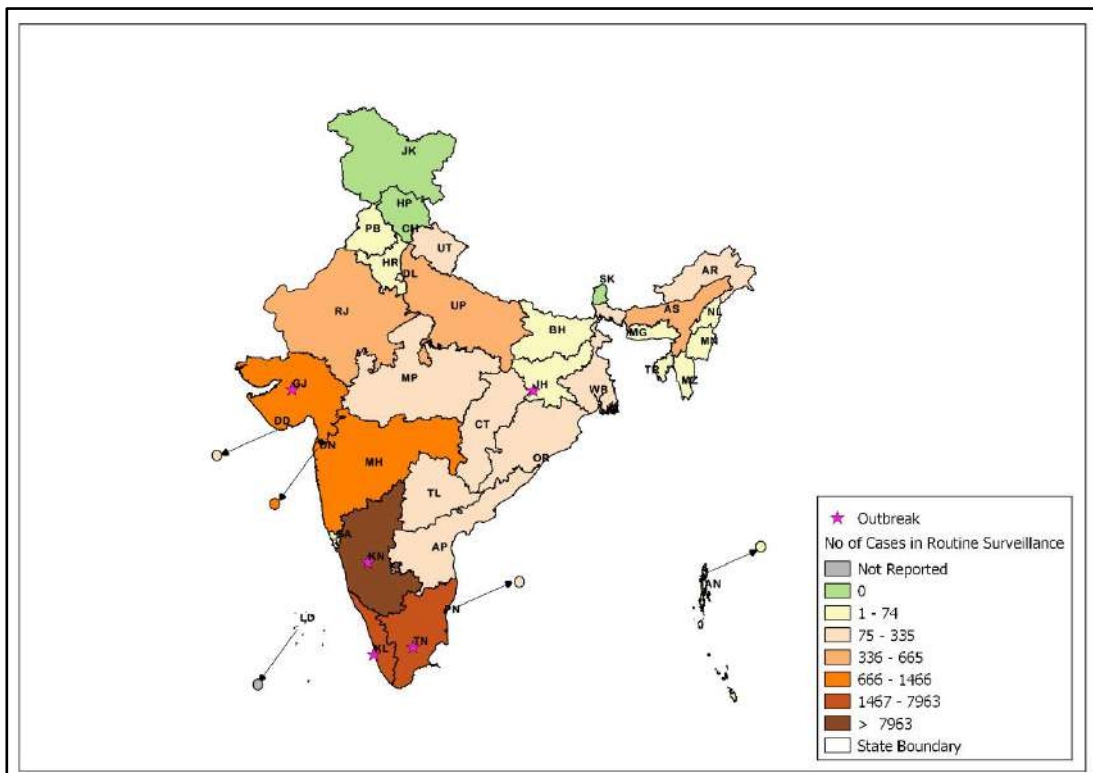 JK
HP
CH
PB
UT
HR
DL
SK
AR
RJ
UP
AS
NL
BH
MG
MN
TR
MZ
GJ
MP
JH
WB
DD
CT
DN
MH
OR
TL
GA
AP
KN
AN
PN
LD
KL
TN
Outbreak
No of Cases in Routine Surveillance
Not Reported
0
1 - 74
75 - 335
336 - 665
666 - 1466
1467 - 7963
> 7963
State Boundary